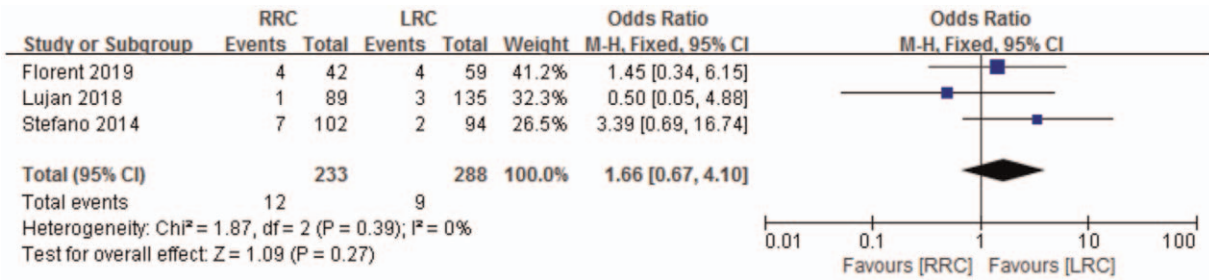 RRC LRC Odds Ratio Odds Ratio
Study or Subgroup Events Total Events Total Weight M-H, Fixed, 95% CI M-H, Fixed, 95% CI
Florent 2019 4 42 4 59 41.2% 1.45 [0.34, 6.15]
Lujan 2018 1 89 3 135 32.3% 0.50 [0.05, 4.88]
Stefano 2014 7 102 2 94 26.5% 3.39 [0.69, 16.74]
Total (95% CI) 233 288 100.0% 1.66 [0.67, 4.10]
Total events 12 9
Heterogeneity: Chi² = 1.87, df = 2 (P = 0.39); I² = 0%
Test for overall effect: Z = 1.09 (P = 0.27)
0.01 0.1 1 10 100
Favours [RRC] Favours [LRC]